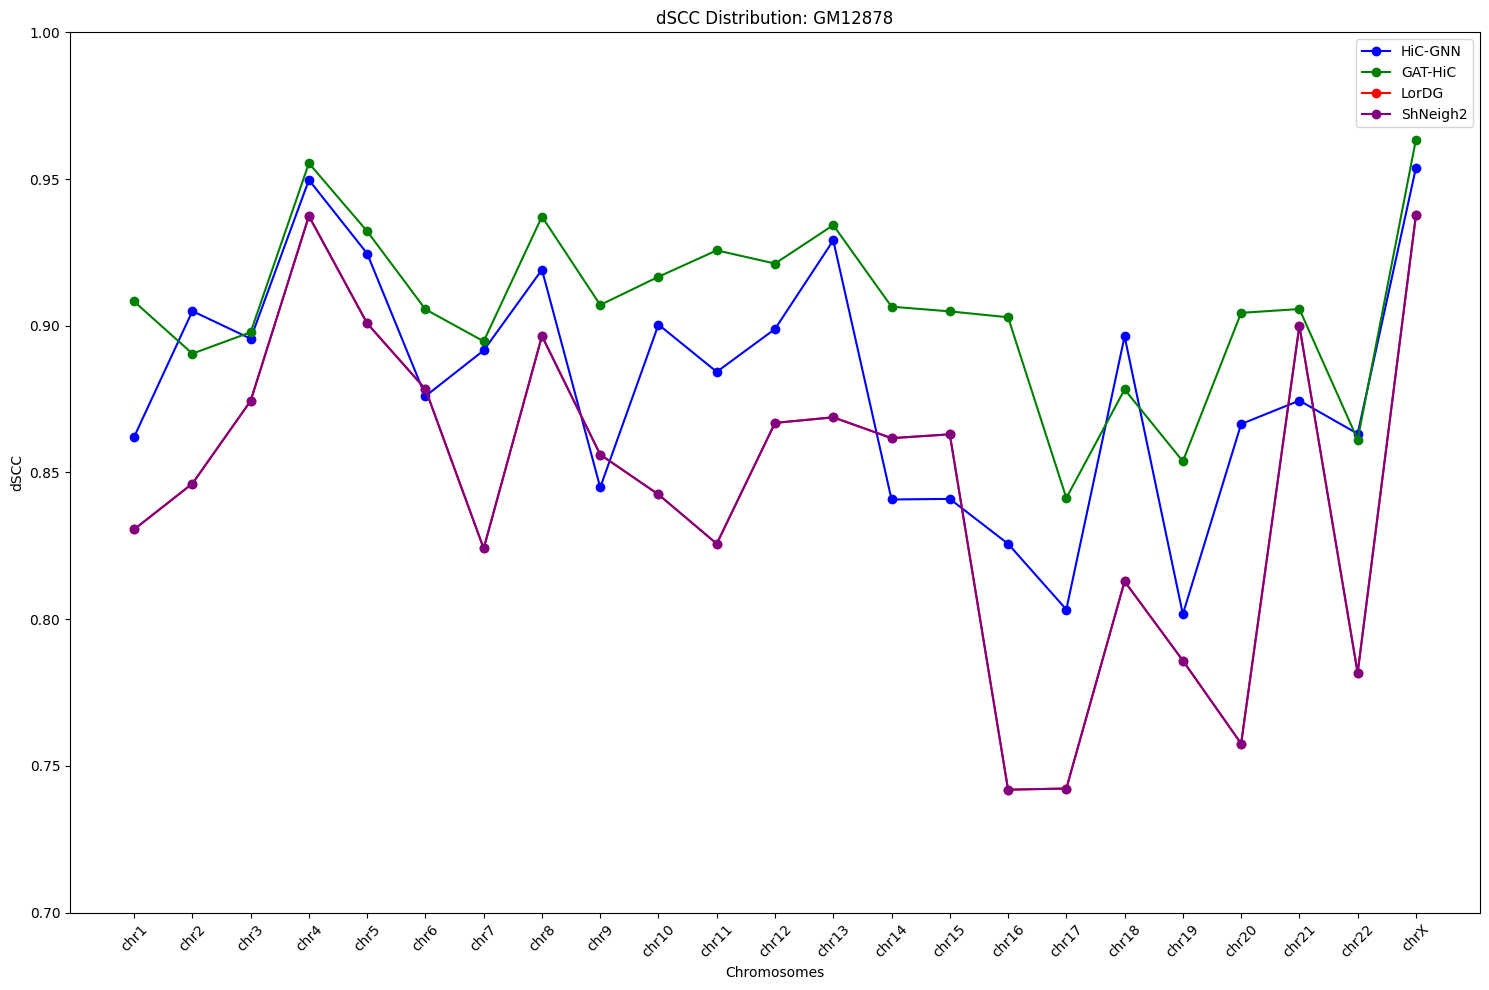 dSCC Distribution: GM12878
HiC-GNN
GAT-HiC
LorDG
ShNeigh2
1.00
0.95
0.90
0.85
0.80
0.75
0.70
dSCC
chr1
chr2
chr3
chr4
chr5
chr6
chr7
chr8
chr9
chr10
chr11
chr12
chr13
chr14
chr15
chr16
chr17
chr18
chr19
chr20
chr21
chr22
chrX
Chromosomes